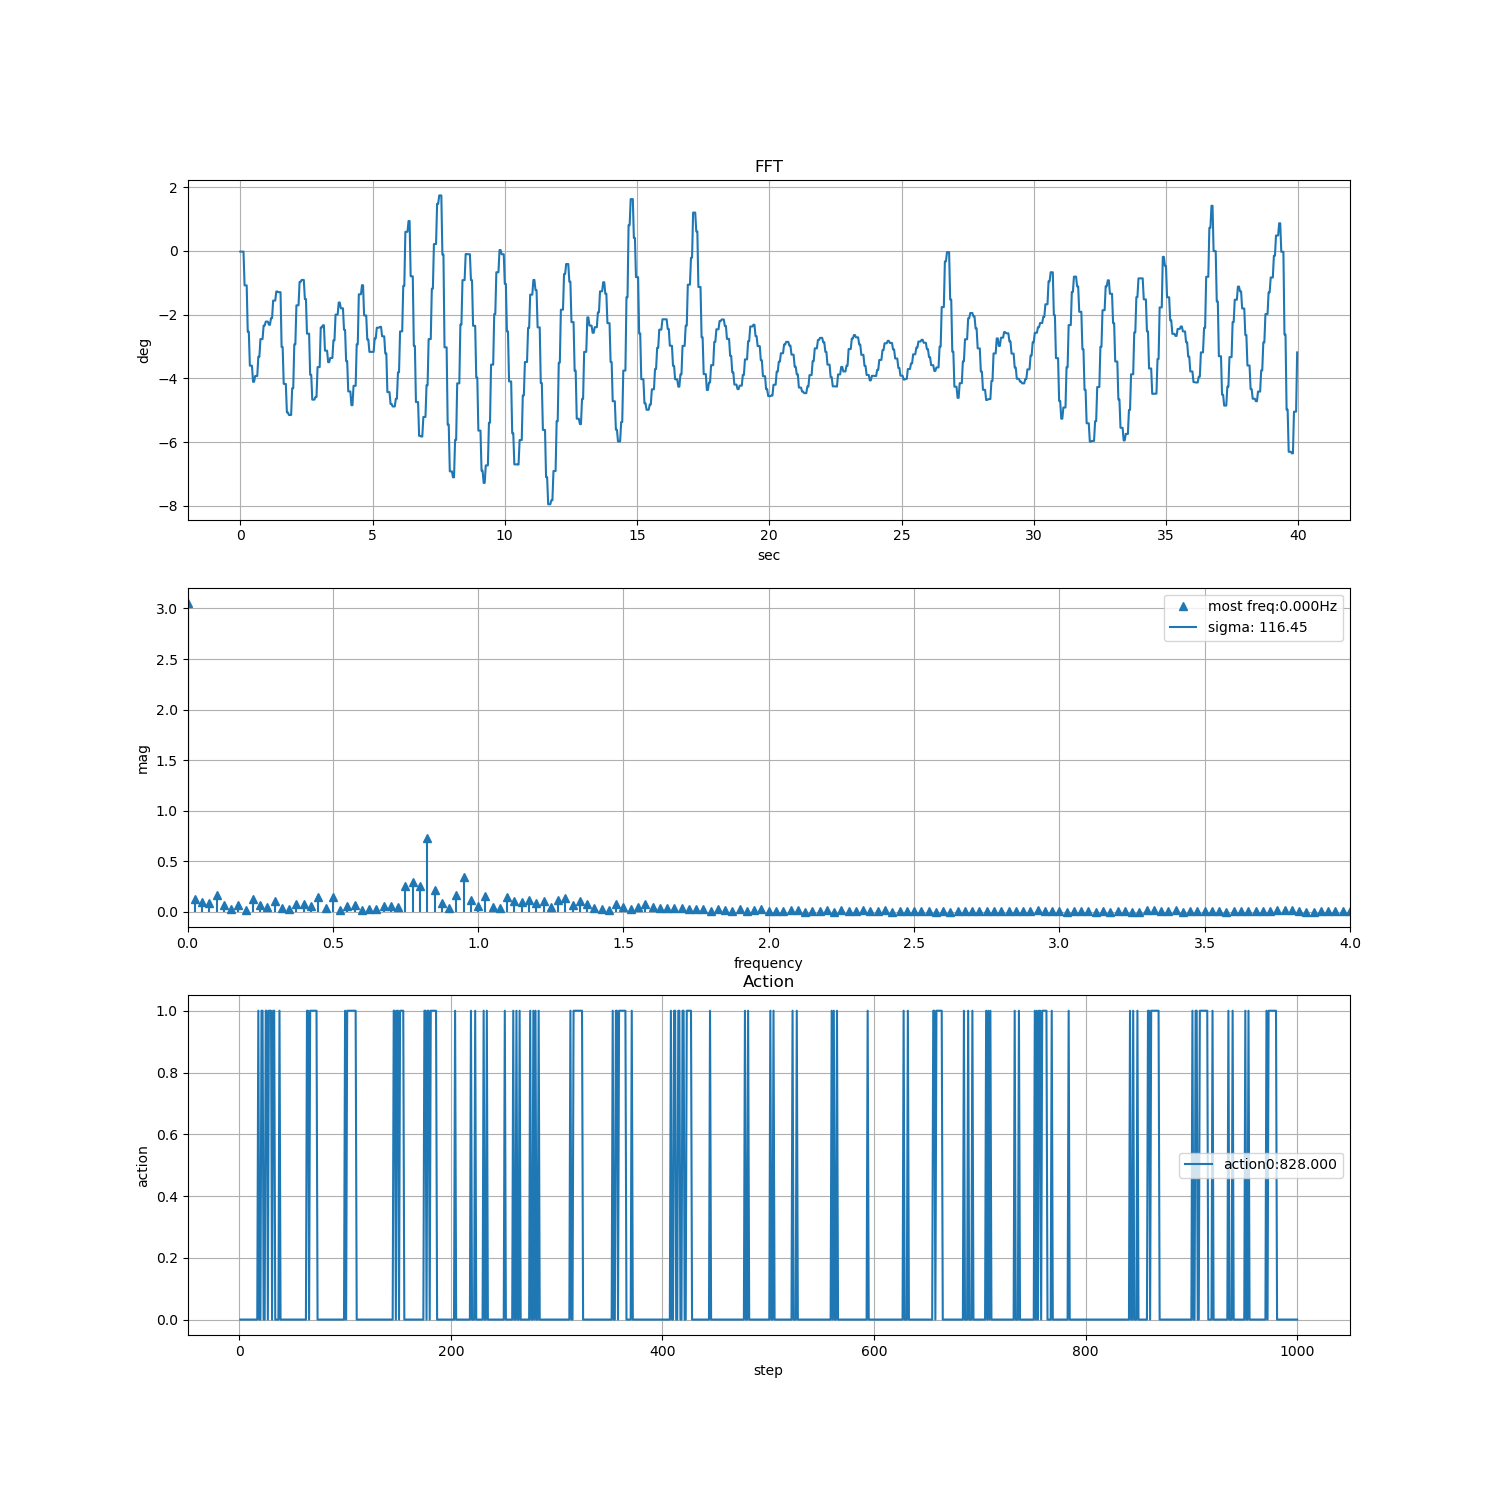 FFT
2
0
−2
−4
−6
−8
deg
0 5 10 15 20 25 30 35 40
sec
3.0
2.5
2.0
1.5
1.0
0.5
0.0
mag
most freq:0.000Hz
sigma: 116.45
0.0 0.5 1.0 1.5 2.0 2.5 3.0 3.5 4.0
frequency
Action
1.0
0.8
0.6
0.4
0.2
0.0
action
action0:828.000
0 200 400 600 800 1000
step